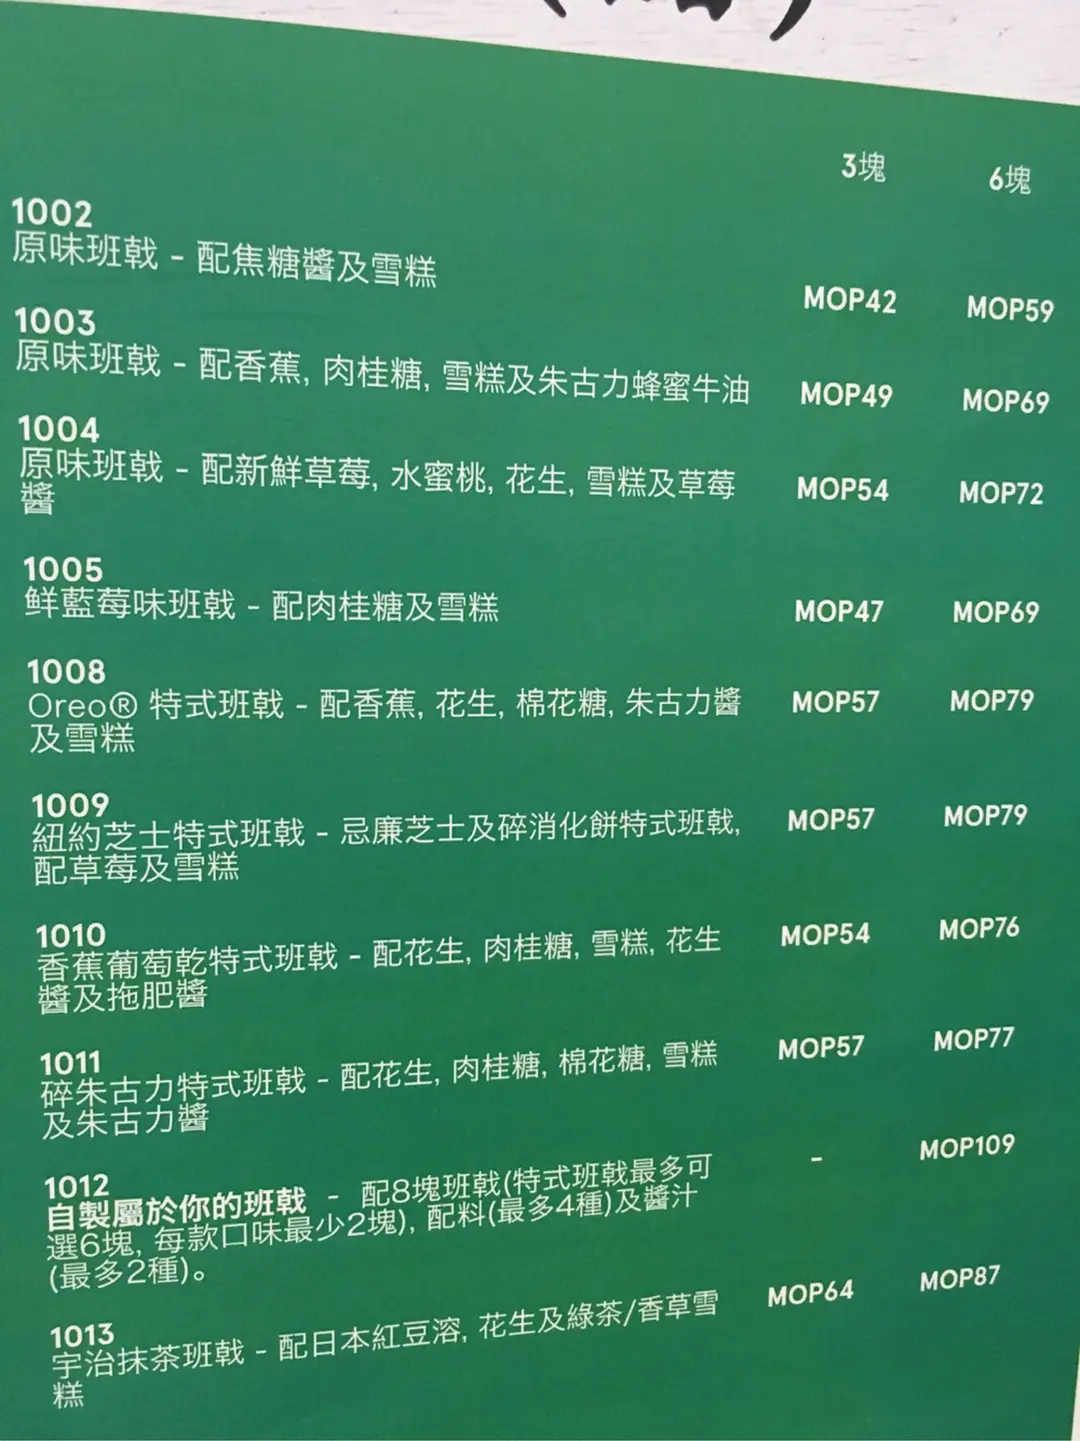 3塊 6塊
1002
原味班戟 - 配焦糖醬及雪糕
MOP42 MOP59
1003
原味班戟 - 配香蕉, 肉桂糖, 雪糕及朱古力蜂蜜牛油 MOP49 MOP69
1004
原味班戟 - 配新鮮草莓, 水蜜桃, 花生, 雪糕及草莓 MOP54 MOP72
醬
1005
鮮藍莓味班戟 - 配肉桂糖及雪糕 MOP47 MOP69
1008
Oreo® 特式班戟 - 配香蕉, 花生, 棉花糖, 朱古力醬 MOP57 MOP79
及雪糕
1009
紐約芝士特式班戟 - 忌廉芝士及碎消化餅特式班戟, MOP57 MOP79
配草莓及雪糕
1010
香蕉葡萄乾特式班戟 - 配花生, 肉桂糖, 雪糕, 花生 MOP54 MOP76
醬及拖肥醬
1011
碎朱古力特式班戟 - 配花生, 肉桂糖, 棉花糖, 雪糕 MOP57 MOP77
及朱古力醬
1012
自製屬於你的班戟 - 配8塊班戟(特式班戟最多可 - MOP109
選6塊, 每款口味最少2塊), 配料(最多4種)及醬汁
(最多2種)。
1013
宇治抹茶班戟 - 配日本紅豆溶, 花生及綠茶/香草雪 MOP64 MOP87
糕